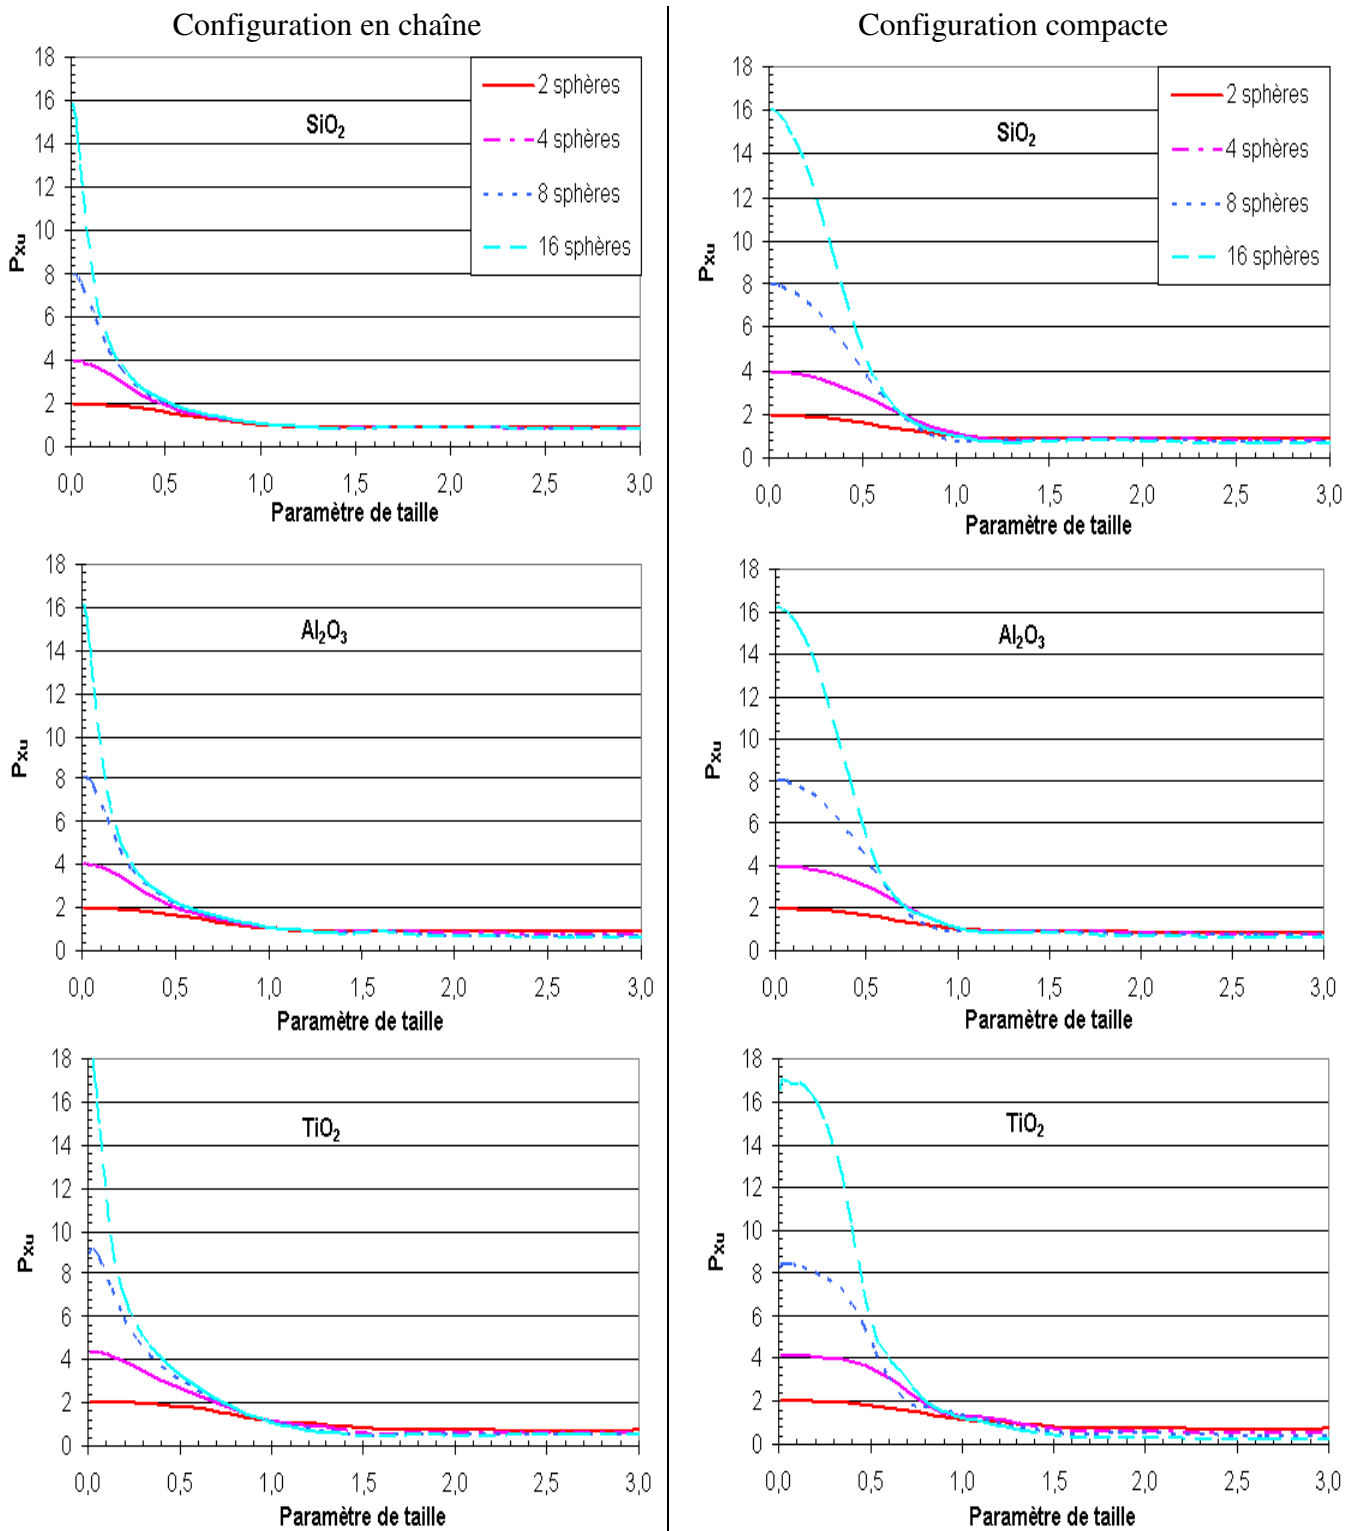 Configuration en chaîne
Configuration compacte
18
16
14
12
10
8
6
4
2
0
Pxu
SiO₂
2 sphères
4 sphères
8 sphères
16 sphères
0,0 0,5 1,0 1,5 2,0 2,5 3,0
Paramètre de taille
18
16
14
12
10
8
6
4
2
0
Pxu
SiO₂
2 sphères
4 sphères
8 sphères
16 sphères
0,0 0,5 1,0 1,5 2,0 2,5 3,0
Paramètre de taille
18
16
14
12
10
8
6
4
2
0
Pxu
Al₂O₃
0,0 0,5 1,0 1,5 2,0 2,5 3,0
Paramètre de taille
18
16
14
12
10
8
6
4
2
0
Pxu
Al₂O₃
0,0 0,5 1,0 1,5 2,0 2,5 3,0
Paramètre de taille
18
16
14
12
10
8
6
4
2
0
Pxu
TiO₂
0,0 0,5 1,0 1,5 2,0 2,5 3,0
Paramètre de taille
18
16
14
12
10
8
6
4
2
0
Pxu
TiO₂
0,0 0,5 1,0 1,5 2,0 2,5 3,0
Paramètre de taille